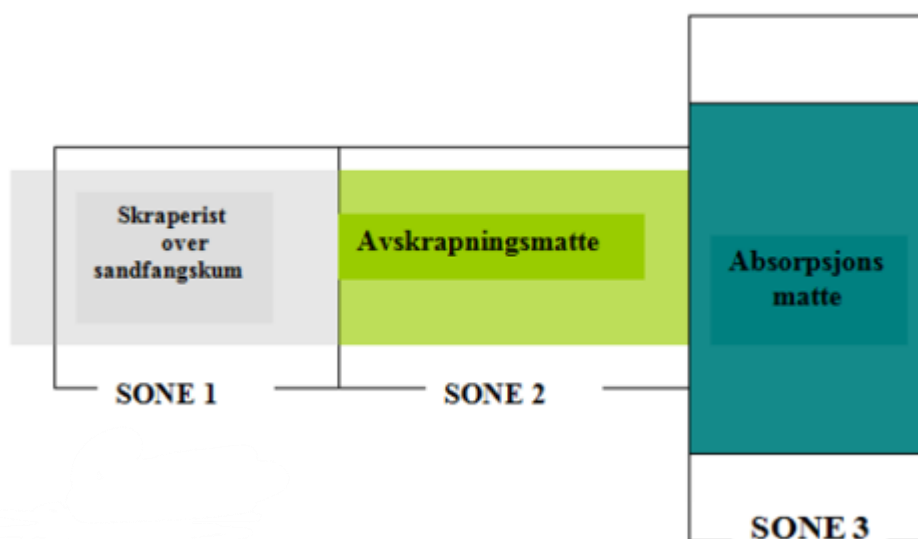 Skraperist
over
sandfangskum
Avskrapningsmatte
Absorpsjons
matte
SONE 1
SONE 2
SONE 3